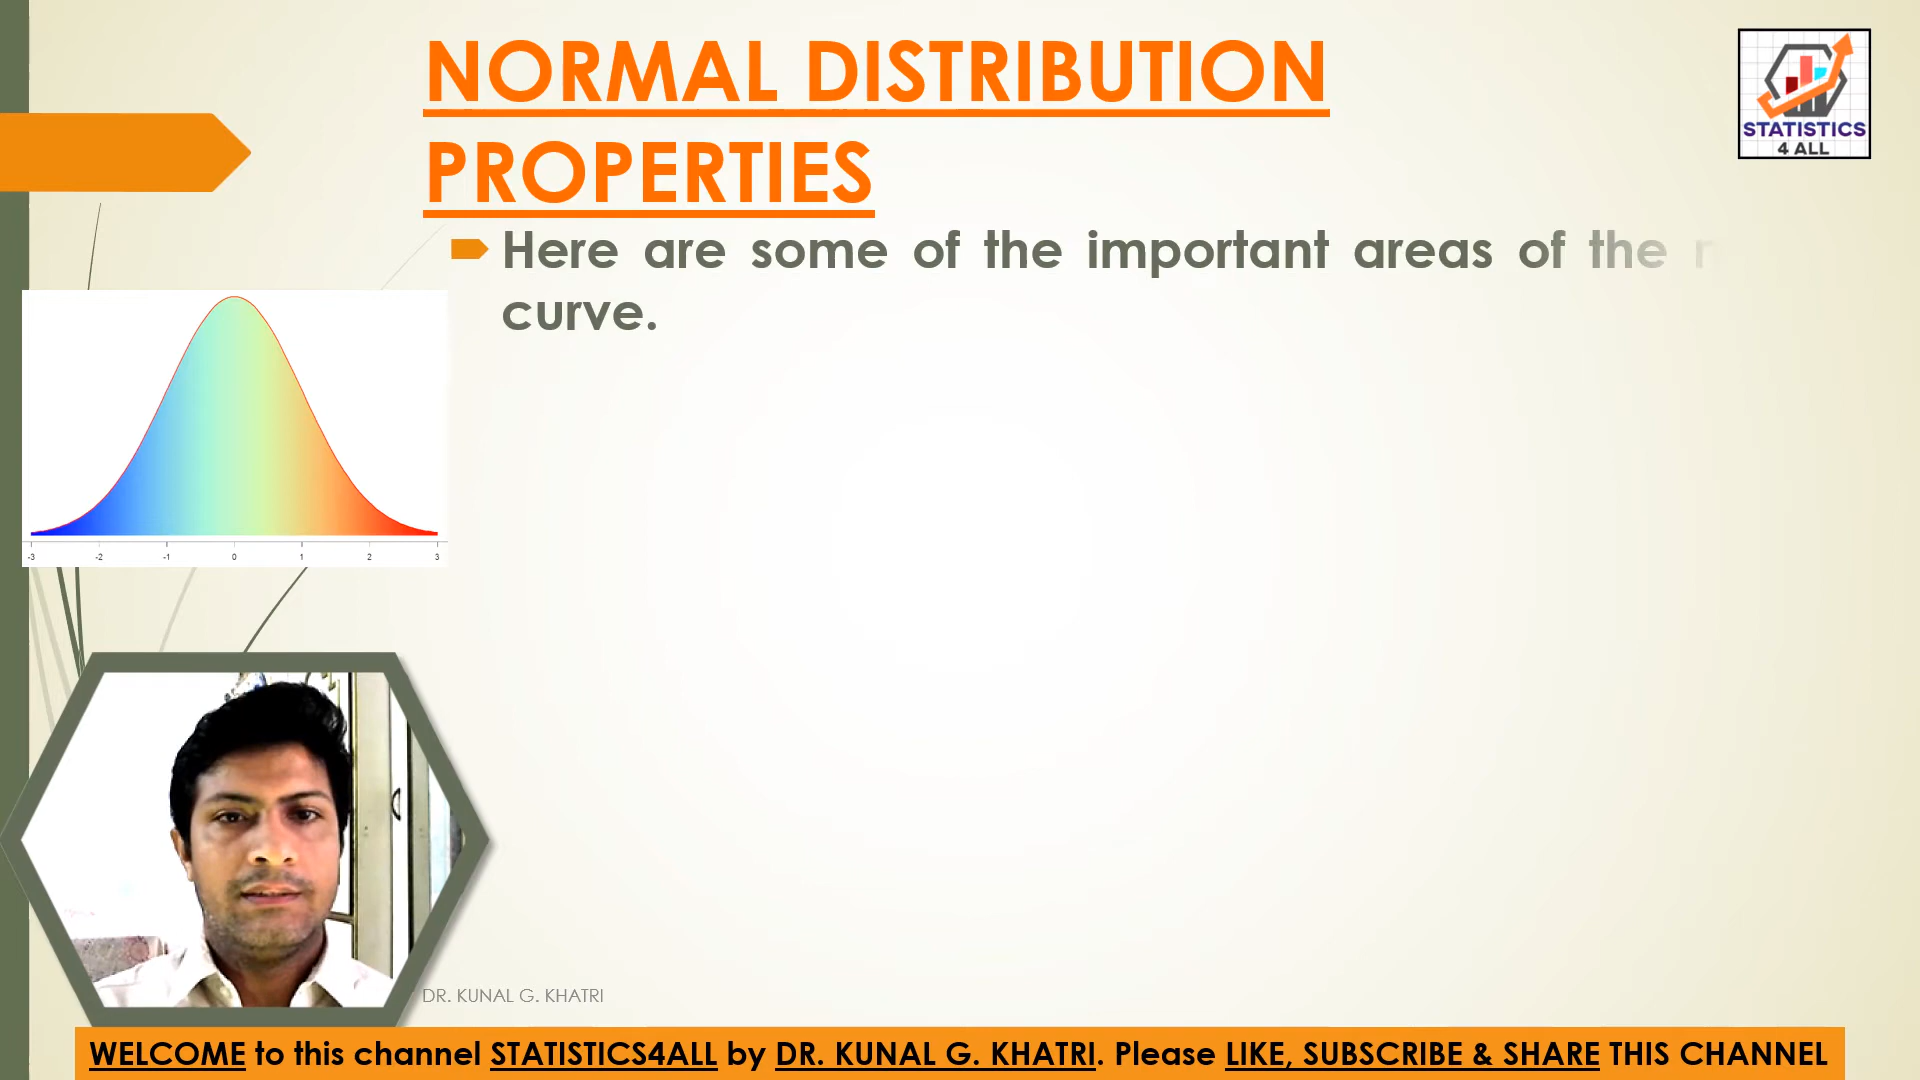 NORMAL DISTRIBUTION
PROPERTIES
STATISTICS
4 ALL
Here are some of the important areas of the
curve.
-3 -2 -1 0 1 2 3
DR. KUNAL G. KHATRI
WELCOME to this channel STATISTICS4ALL by DR. KUNAL G. KHATRI. Please LIKE, SUBSCRIBE & SHARE THIS CHANNEL